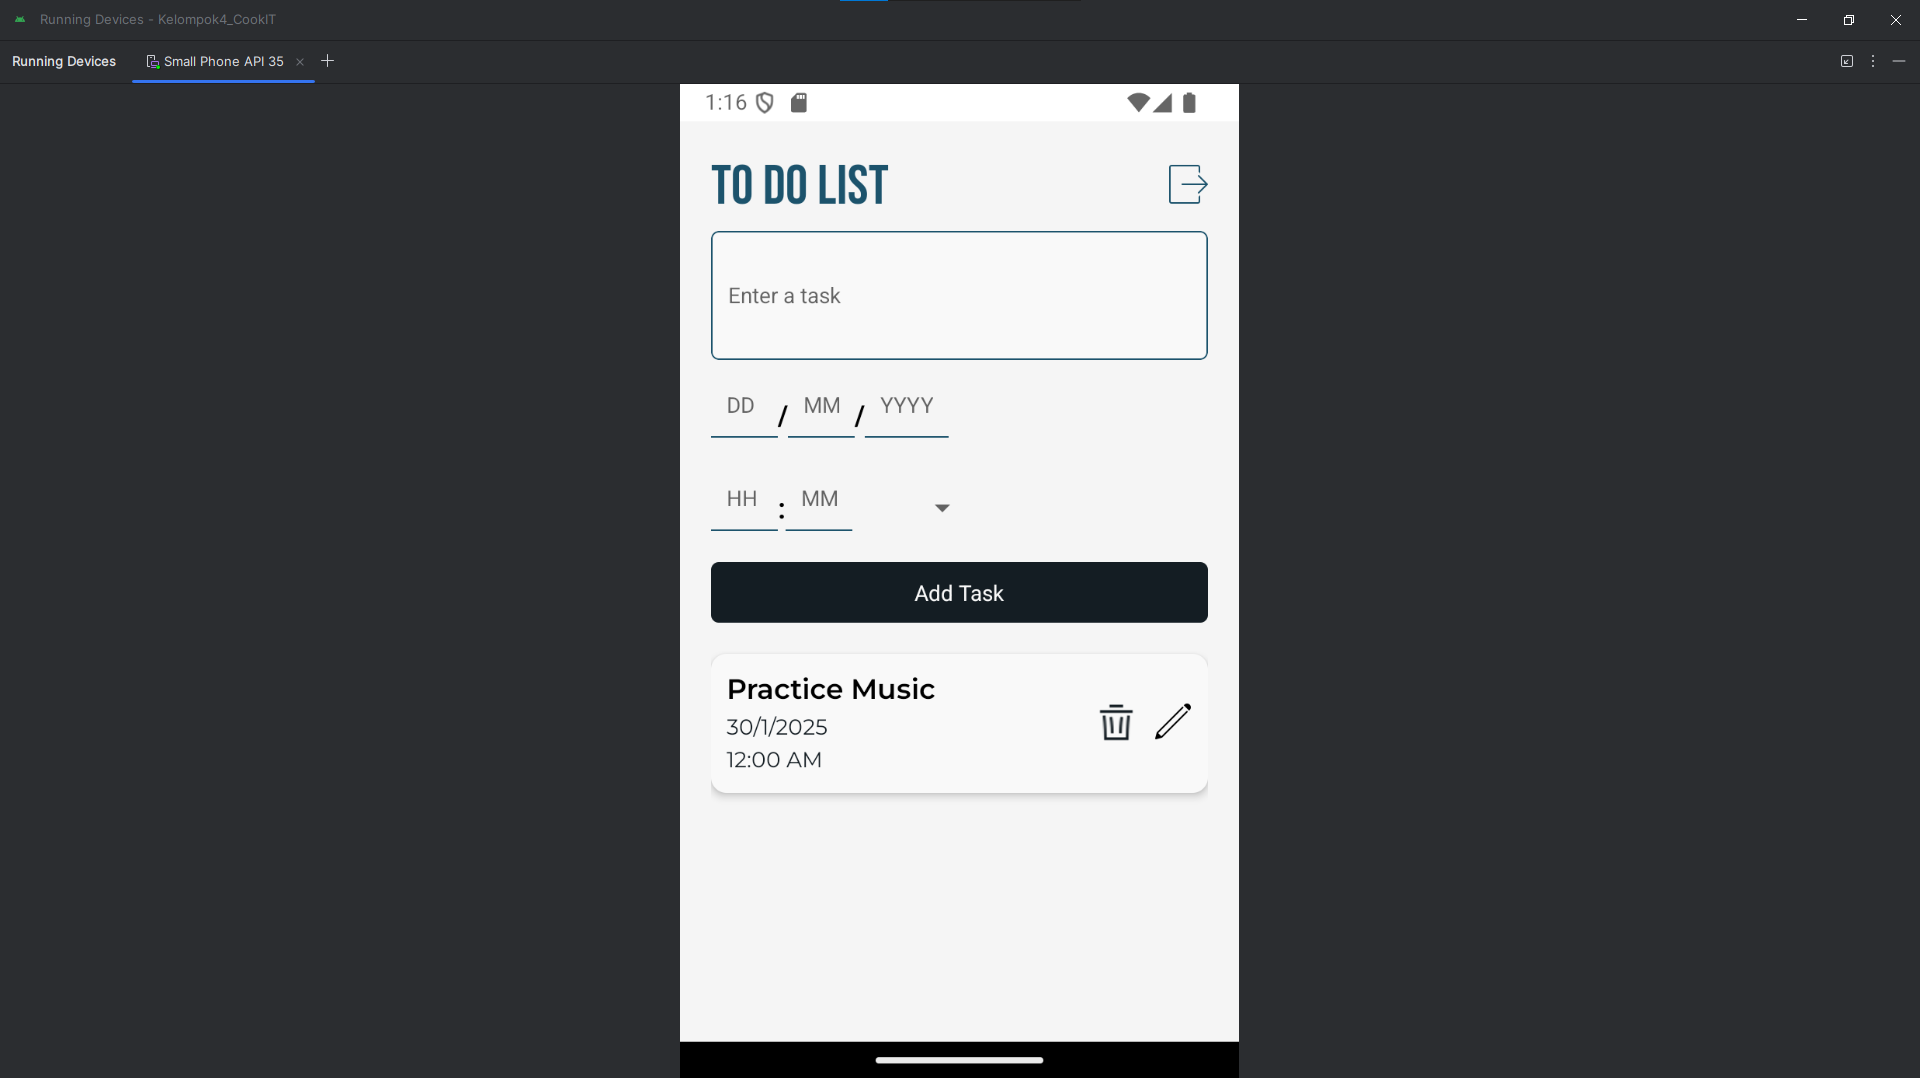 Running Devices - Kelompok4_CookIT
Running Devices
Small Phone API 35
1:16
TO DO LIST
Enter a task
DD / MM / YYYY
HH : MM
Add Task
Practice Music
30/1/2025
12:00 AM